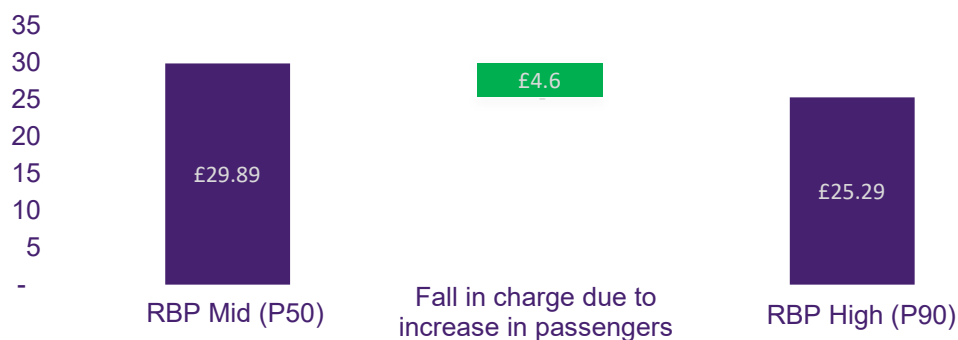 35
30
25
20
15
10
5
-
£29.89
£4.6
£25.29
RBP Mid (P50)
Fall in charge due to
increase in passengers
RBP High (P90)